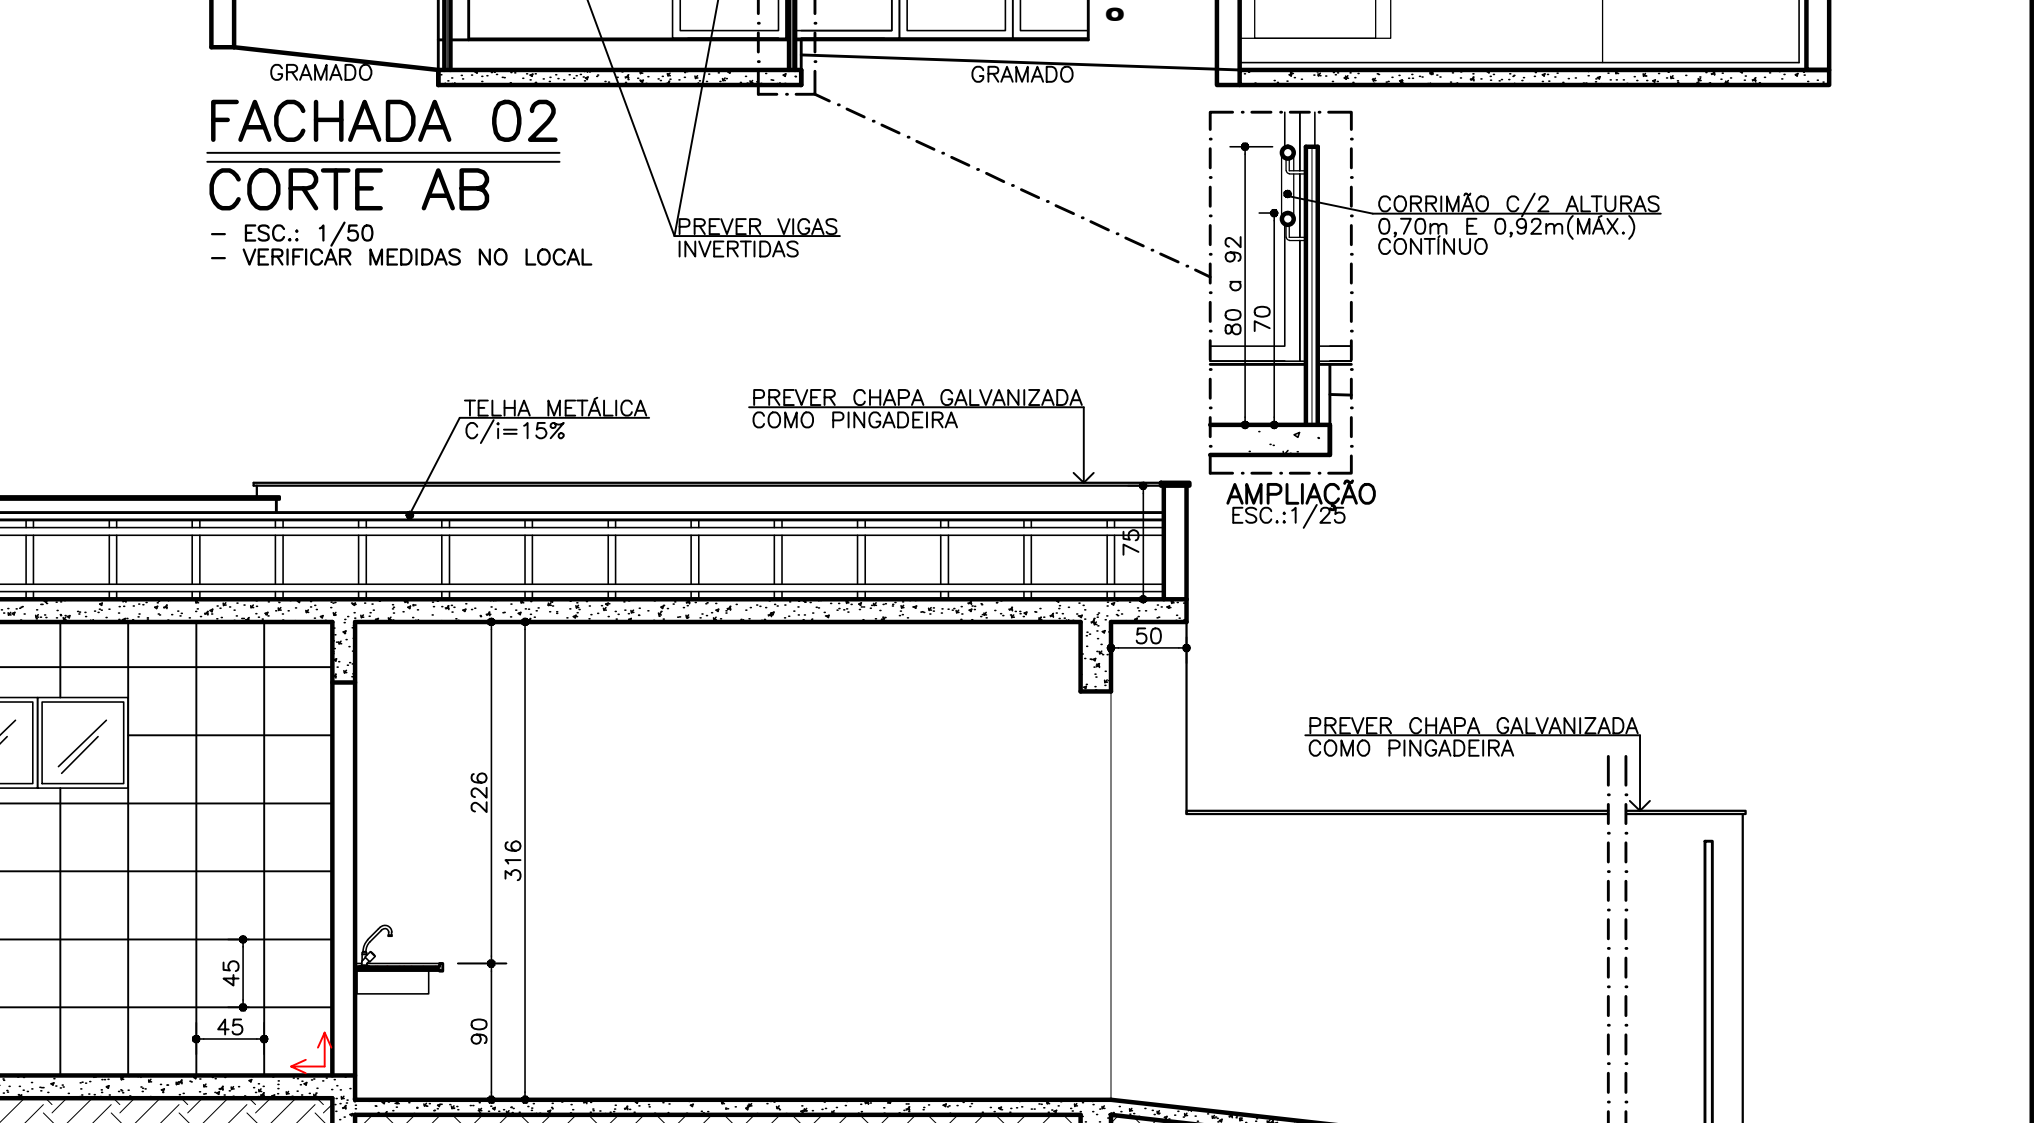 GRAMADO
GRAMADO
FACHADA 02
CORTE AB
- ESC.: 1/50
- VERIFICAR MEDIDAS NO LOCAL
PREVER VIGAS
INVERTIDAS
CORRIMÃO C/2 ALTURAS
0,70m E 0,92m(MÁX.)
CONTÍNUO
80 a 92
70
AMPLIAÇÃO
ESC.:1/25
TELHA METÁLICA
C/i=15%
PREVER CHAPA GALVANIZADA
COMO PINGADEIRA
75
50
PREVER CHAPA GALVANIZADA
COMO PINGADEIRA
226
316
90
45
45